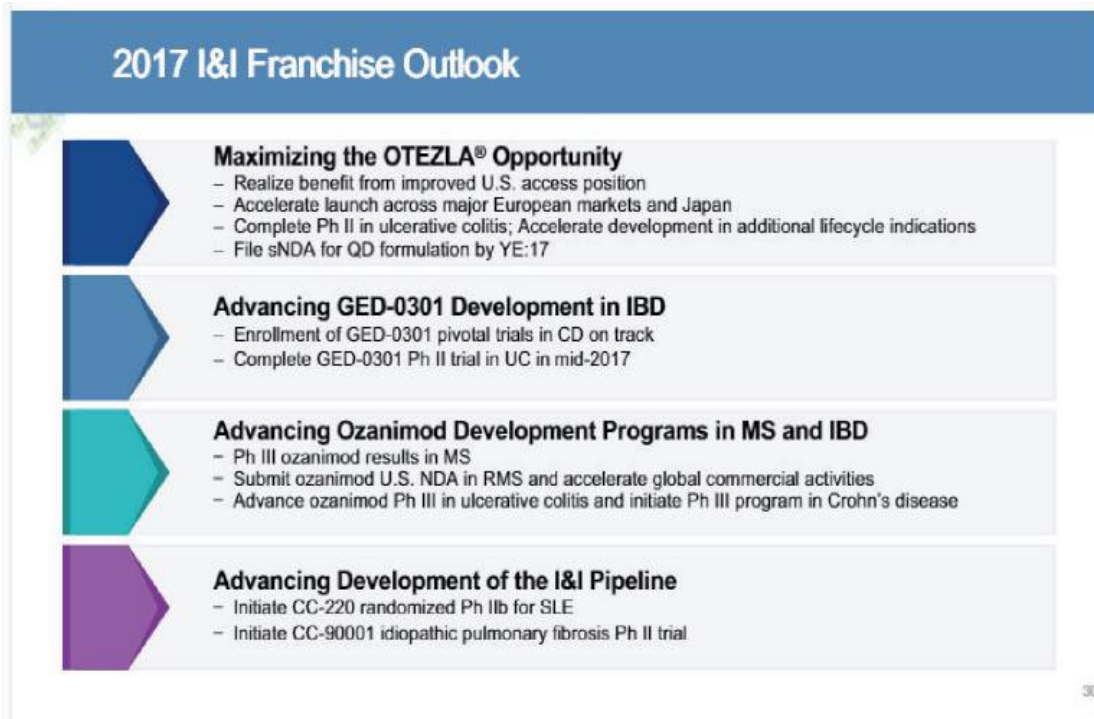 2017 I&I Franchise Outlook
Maximizing the OTEZLA® Opportunity
– Realize benefit from improved U.S. access position
– Accelerate launch across major European markets and Japan
– Complete Ph II in ulcerative colitis; Accelerate development in additional lifecycle indications
– File sNDA for QD formulation by YE:17
Advancing GED-0301 Development in IBD
– Enrollment of GED-0301 pivotal trials in CD on track
– Complete GED-0301 Ph II trial in UC in mid-2017
Advancing Ozanimod Development Programs in MS and IBD
– Ph III ozanimod results in MS
– Submit ozanimod U.S. NDA in RMS and accelerate global commercial activities
– Advance ozanimod Ph III in ulcerative colitis and initiate Ph III program in Crohn's disease
Advancing Development of the I&I Pipeline
– Initiate CC-220 randomized Ph IIb for SLE
– Initiate CC-90001 idiopathic pulmonary fibrosis Ph II trial